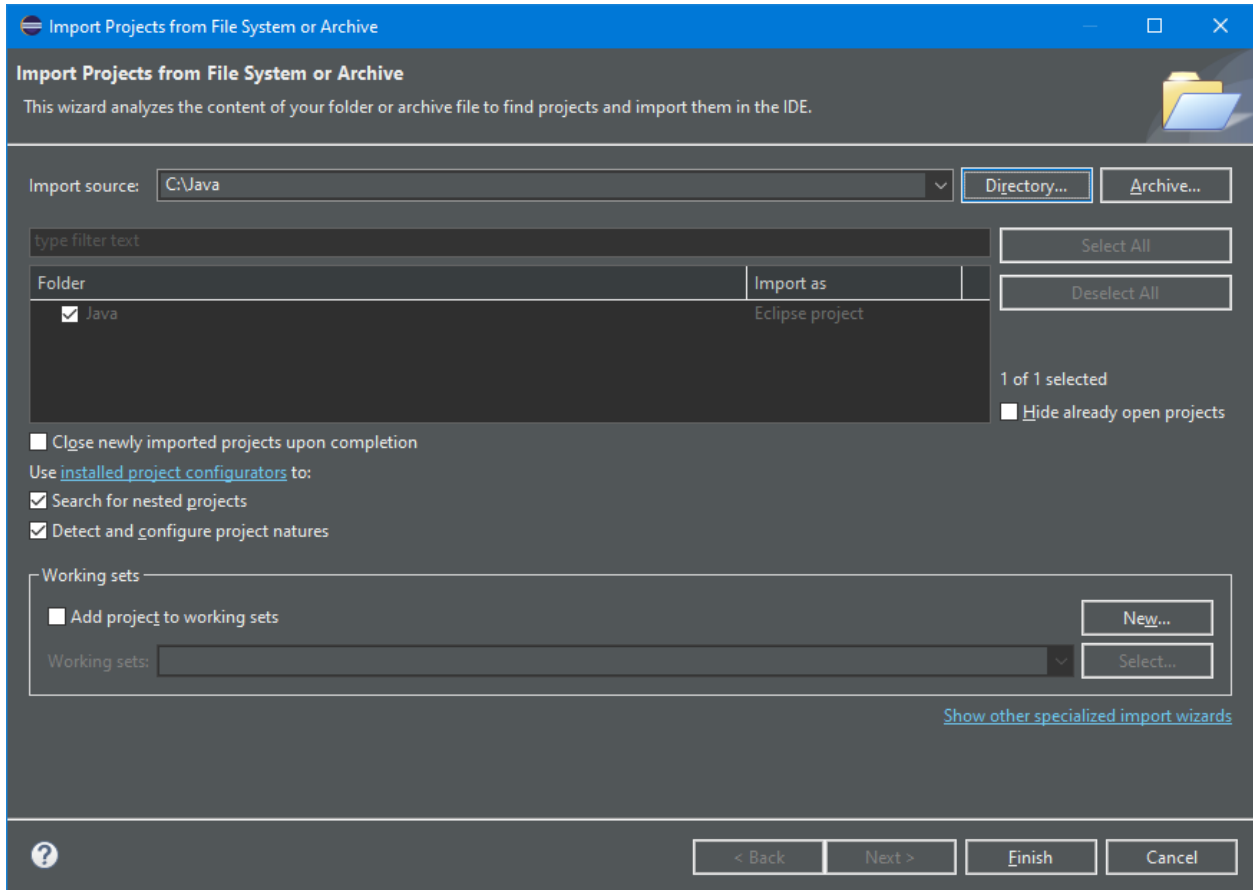 Import Projects from File System or Archive
Import Projects from File System or Archive
This wizard analyzes the content of your folder or archive file to find projects and import them in the IDE.
Import source: C:\Java Directory... Archive...
type filter text Select All
Folder Import as
Deselect All
Java Eclipse project
1 of 1 selected
Hide already open projects
Close newly imported projects upon completion
Use installed project configurators to:
Search for nested projects
Detect and configure project natures
Working sets
Add project to working sets New...
Working sets: Select...
Show other specialized import wizards
? < Back Next > Finish Cancel